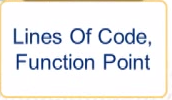 Lines Of Code,
Function Point